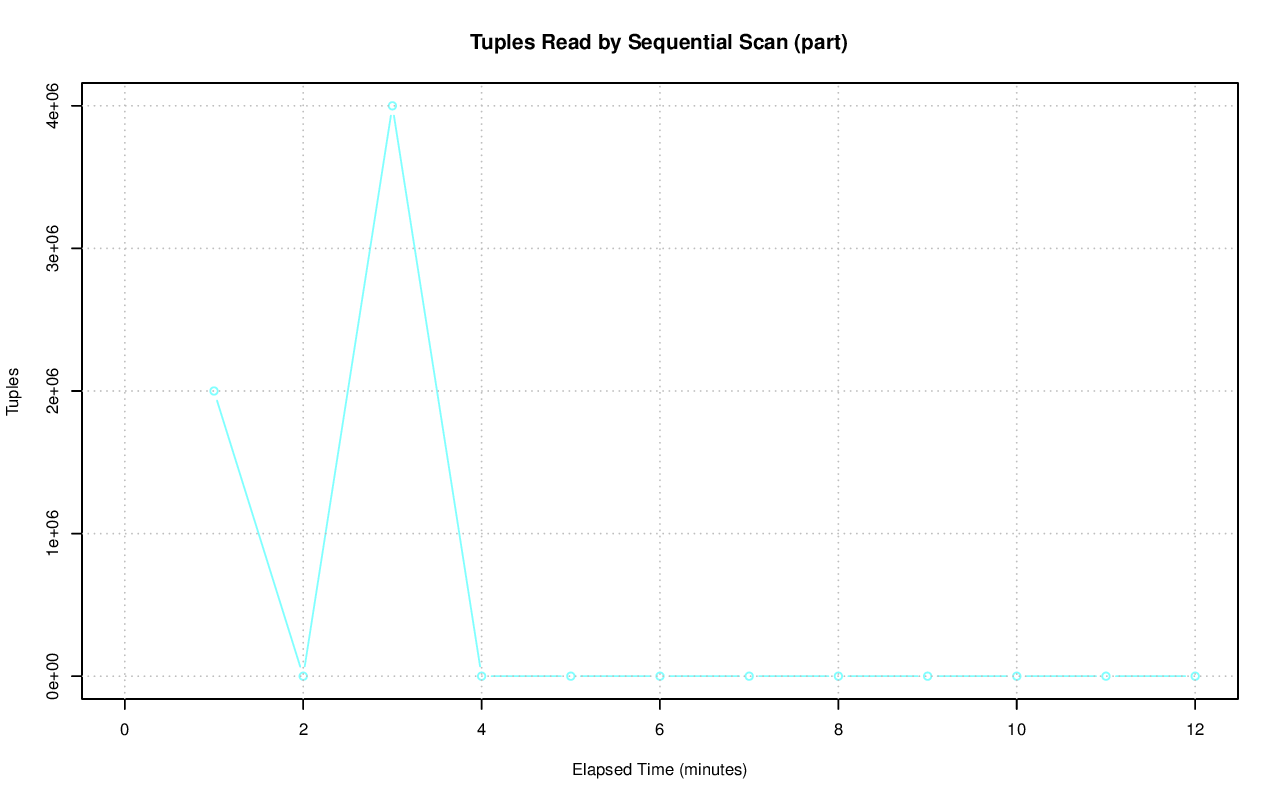 Tuples Read by Sequential Scan (part)
4e+06
3e+06
2e+06
1e+06
0e+00
Tuples
0 2 4 6 8 10 12
Elapsed Time (minutes)